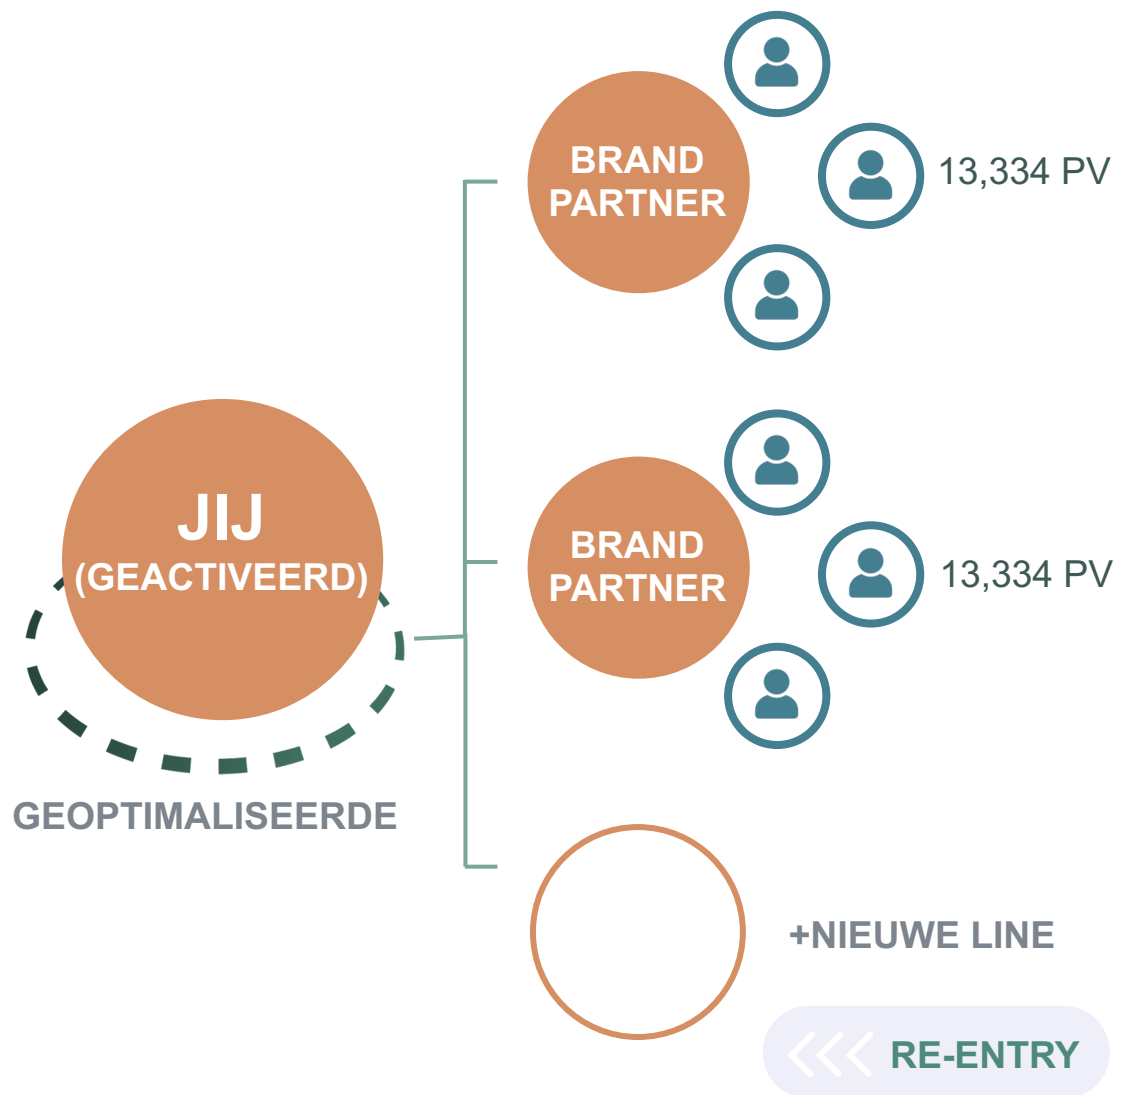 BRAND
PARTNER
13,334 PV
JIJ
(GEACTIVEERD)
BRAND
PARTNER
13,334 PV
GEOPTIMALISEERDE
+NIEUWE LINE
RE-ENTRY